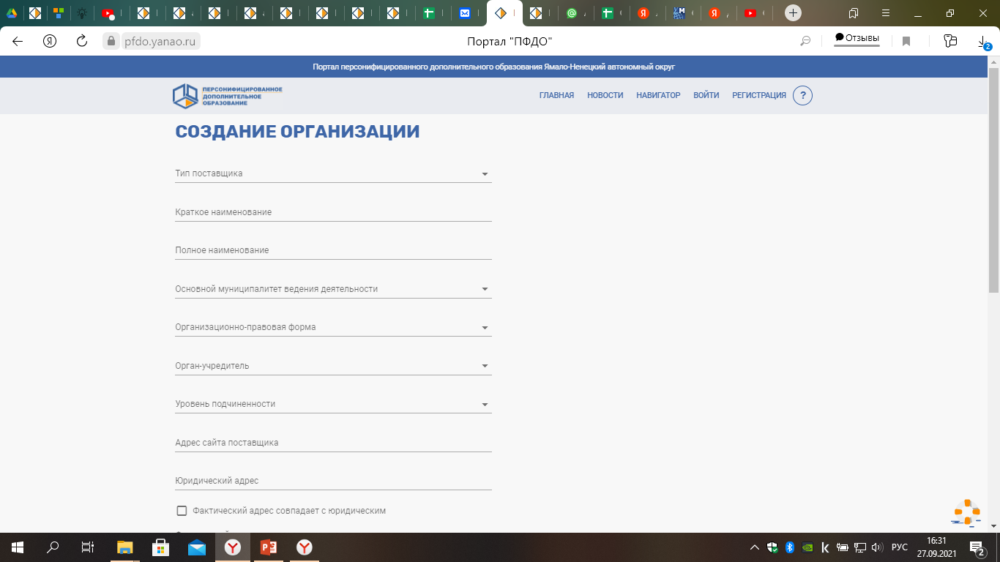 pfdo.yanao.ru
Портал "ПФДО"
Отзывы
2
Портал персонифицированного дополнительного образования Ямало-Ненецкий автономный округ
ПЕРСОНИФИЦИРОВАННОЕ
ДОПОЛНИТЕЛЬНОЕ
ОБРАЗОВАНИЕ
ГЛАВНАЯ НОВОСТИ НАВИГАТОР ВОЙТИ РЕГИСТРАЦИЯ ?
СОЗДАНИЕ ОРГАНИЗАЦИИ
Тип поставщика
Краткое наименование
Полное наименование
Основной муниципалитет ведения деятельности
Организационно-правовая форма
Орган-учредитель
Уровень подчиненности
Адрес сайта поставщика
Юридический адрес
Фактический адрес совпадает с юридическим
РУС
16:31
27.09.2021
2